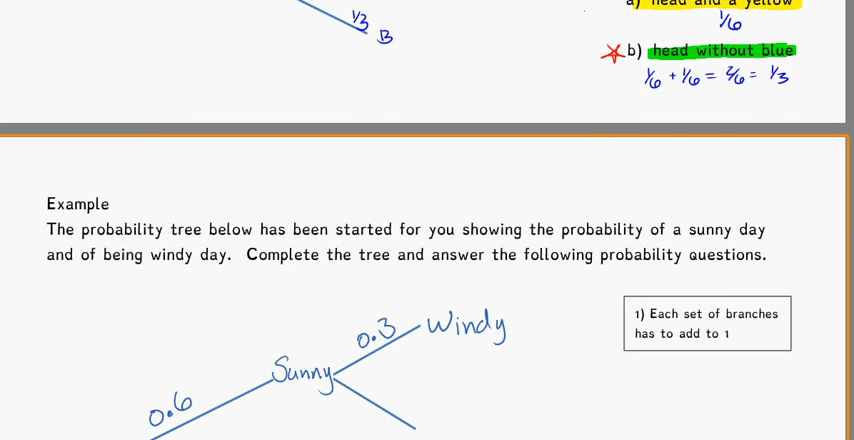 a) head and a yellow
1/6
1/3
B
b) head without blue
1/6 + 1/6 = 2/6 = 1/3
Example
The probability tree below has been started for you showing the probability of a sunny day
and of being windy day. Complete the tree and answer the following probability questions.
1) Each set of branches
has to add to 1
0.3 Windy
Sunny
0.6